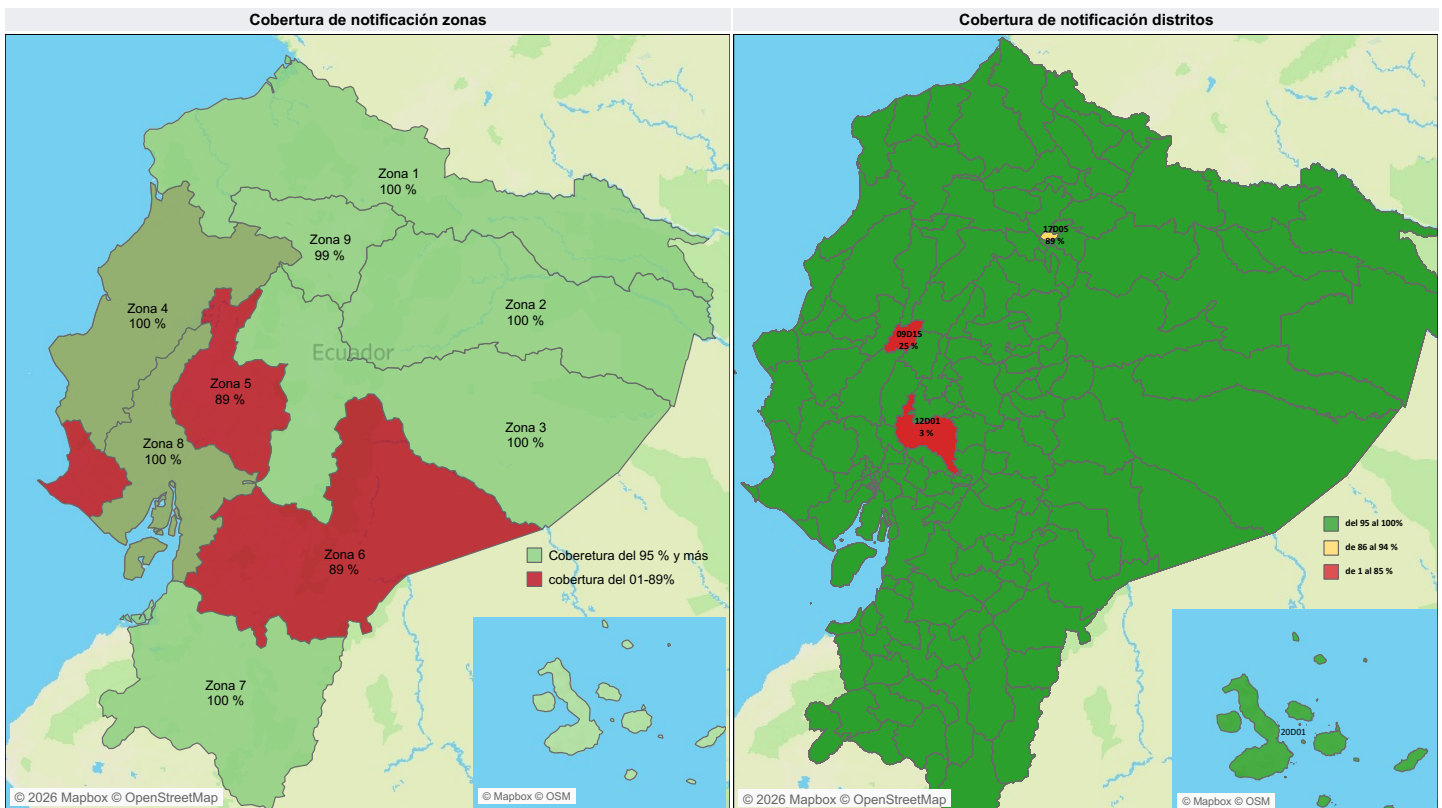 Cobertura de notificación zonas
Zona 1
100 %
Zona 9
99 %
Zona 2
100 %
Zona 4
100 %
Ecuador
Zona 5
89 %
Zona 3
100 %
Zona 8
100 %
Zona 6
89 %
Coberetura del 95 % y más
cobertura del 01-89%
Zona 7
100 %
© 2026 Mapbox © OpenStreetMap
© Mapbox © OSM
Cobertura de notificación distritos
17D05
89 %
09D15
25 %
12D01
3 %
del 95 al 100%
de 86 al 94 %
de 1 al 85 %
20D01
© 2026 Mapbox © OpenStreetMap
© Mapbox © OSM